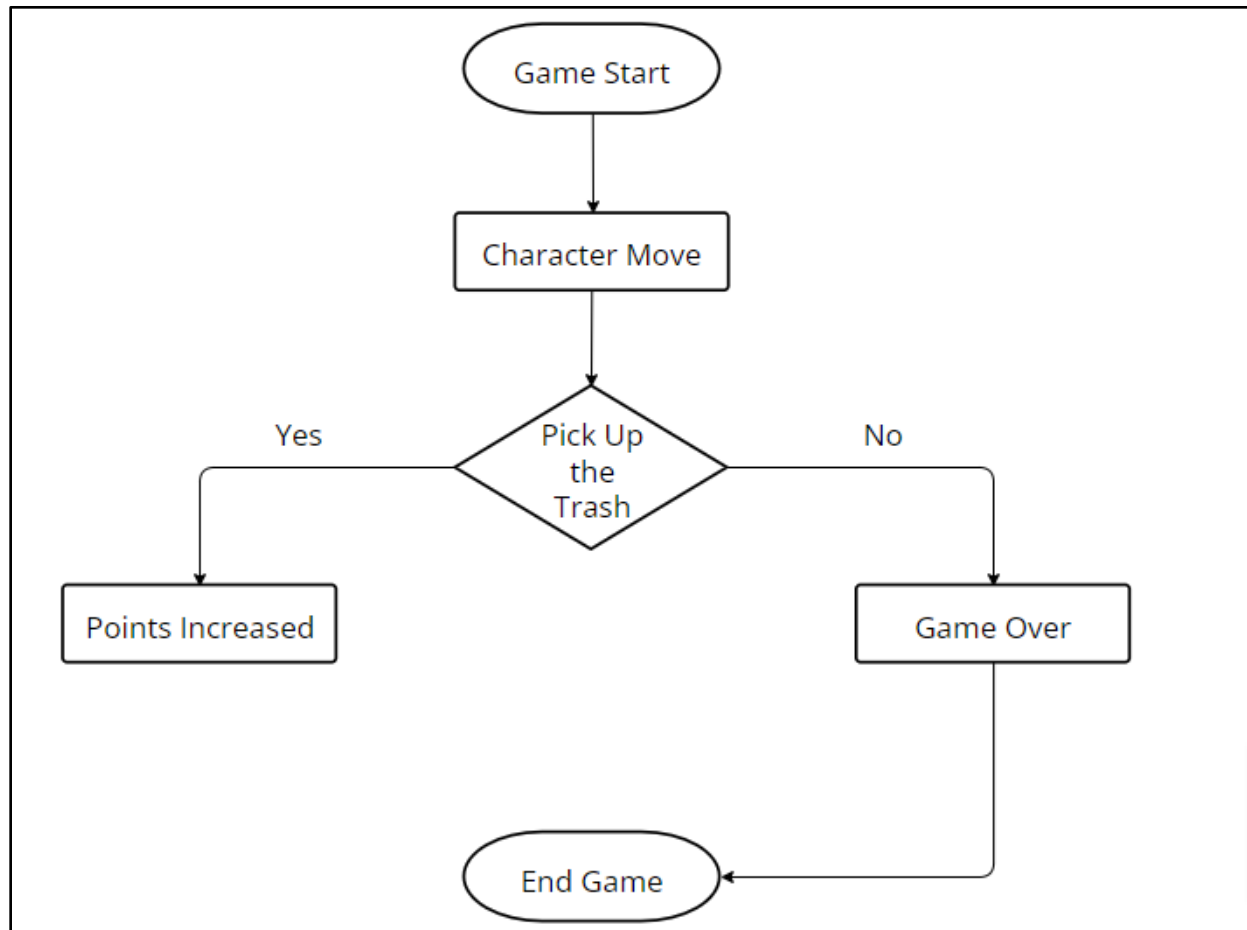 Game Start
Character Move
Yes
Pick Up
the
Trash
No
Points Increased
Game Over
End Game